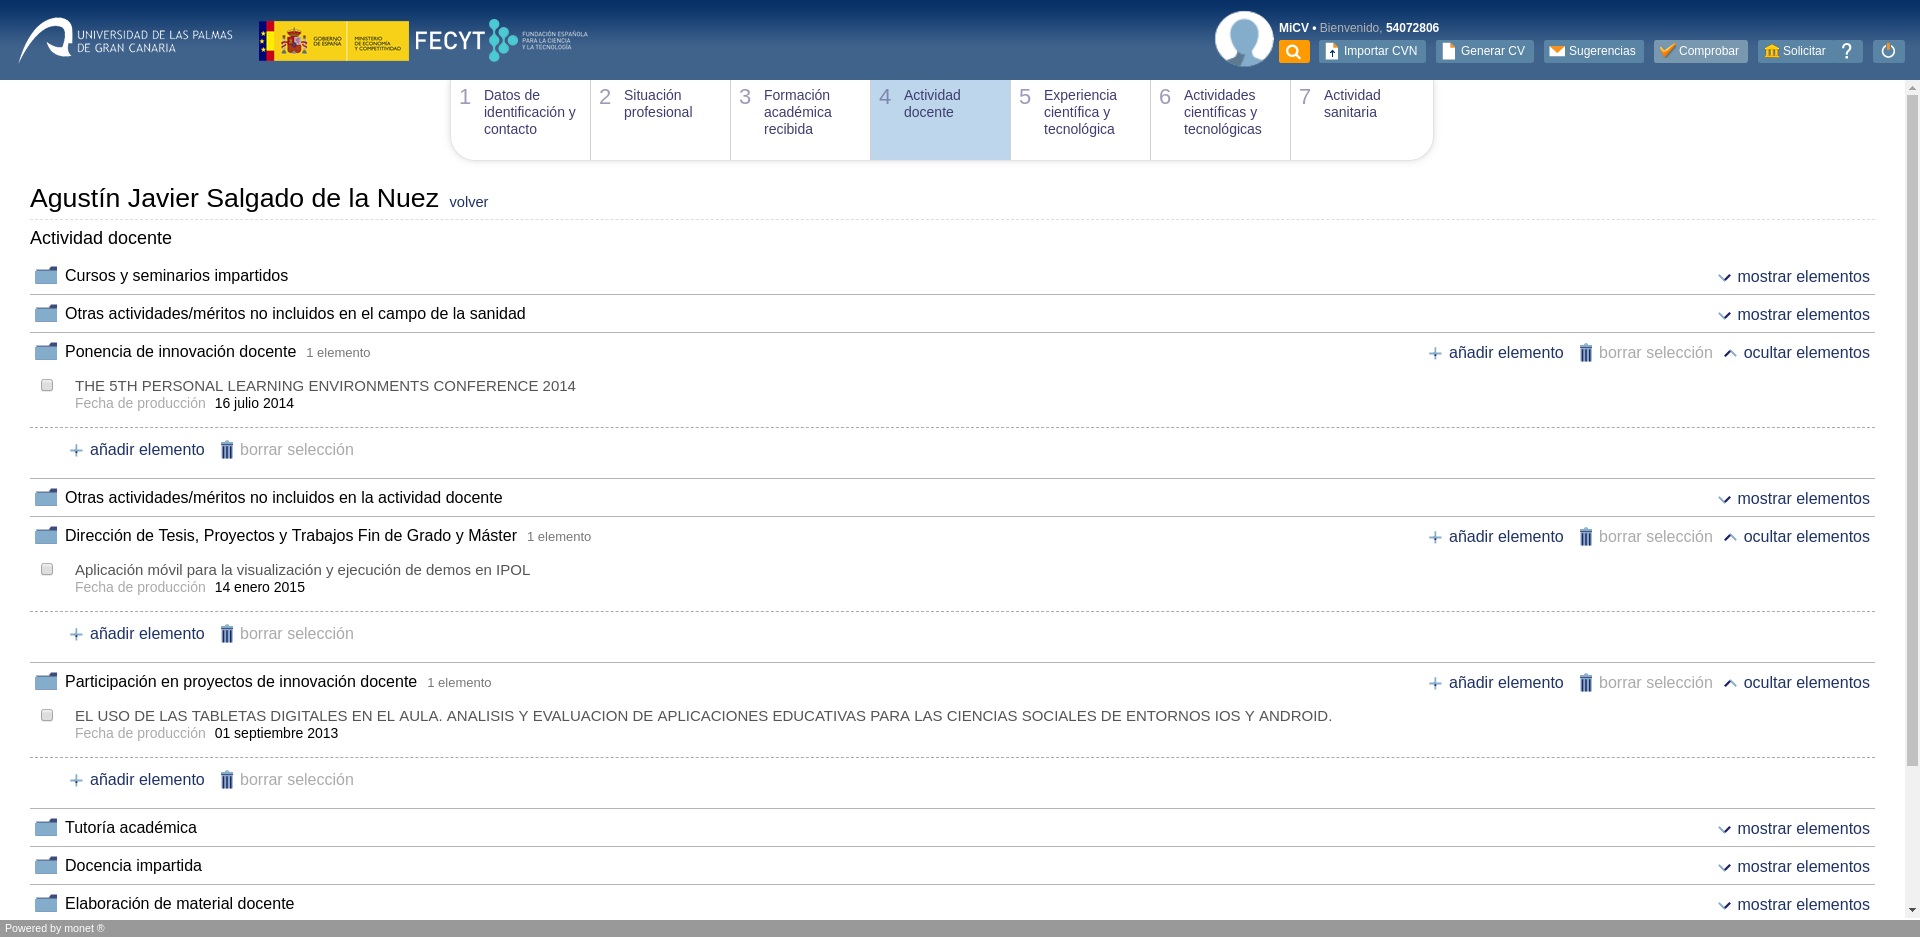 UNIVERSIDAD DE LAS PALMAS
DE GRAN CANARIA
GOBIERNO
DE ESPAÑA
MINISTERIO
DE ECONOMÍA
Y COMPETITIVIDAD
FECYT
FUNDACIÓN ESPAÑOLA
PARA LA CIENCIA
Y LA TECNOLOGÍA
MiCV • Bienvenido, 54072806
Importar CVN
Generar CV
Sugerencias
Comprobar
Solicitar
?
1 Datos de
identificación y
contacto
2 Situación
profesional
3 Formación
académica
recibida
4 Actividad
docente
5 Experiencia
científica y
tecnológica
6 Actividades
científicas y
tecnológicas
7 Actividad
sanitaria
Agustín Javier Salgado de la Nuez volver
Actividad docente
Cursos y seminarios impartidos mostrar elementos
Otras actividades/méritos no incluidos en el campo de la sanidad mostrar elementos
Ponencia de innovación docente 1 elemento añadir elemento borrar selección ocultar elementos
THE 5TH PERSONAL LEARNING ENVIRONMENTS CONFERENCE 2014
Fecha de producción 16 julio 2014
añadir elemento borrar selección
Otras actividades/méritos no incluidos en la actividad docente mostrar elementos
Dirección de Tesis, Proyectos y Trabajos Fin de Grado y Máster 1 elemento añadir elemento borrar selección ocultar elementos
Aplicación móvil para la visualización y ejecución de demos en IPOL
Fecha de producción 14 enero 2015
añadir elemento borrar selección
Participación en proyectos de innovación docente 1 elemento añadir elemento borrar selección ocultar elementos
EL USO DE LAS TABLETAS DIGITALES EN EL AULA. ANALISIS Y EVALUACION DE APLICACIONES EDUCATIVAS PARA LAS CIENCIAS SOCIALES DE ENTORNOS IOS Y ANDROID.
Fecha de producción 01 septiembre 2013
añadir elemento borrar selección
Tutoría académica mostrar elementos
Docencia impartida mostrar elementos
Elaboración de material docente mostrar elementos
Powered by monet ®